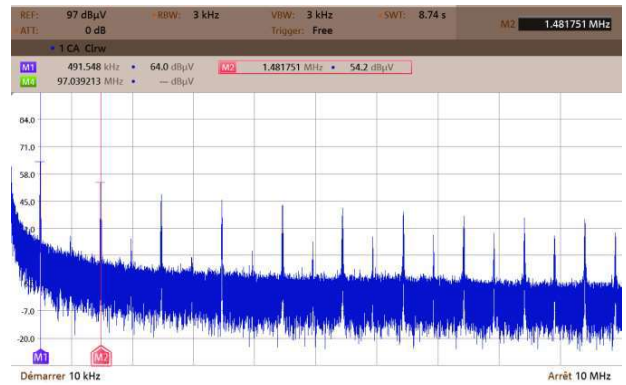 REF: 97 dBµV RBW: 3 kHz VBW: 3 kHz SWT: 8.74 s
M2 1.481751 MHz
ATT: 0 dB Trigger: Free
1 CA Clrw
M1 491.548 kHz • 64.0 dBµV M2 1.481751 MHz • 54.2 dBµV
M4 97.039213 MHz • — dBµV
71.0
58.0
45.0
-7.0
-20.0
M1 M2
Démarrer 10 kHz Arrêt 10 MHz